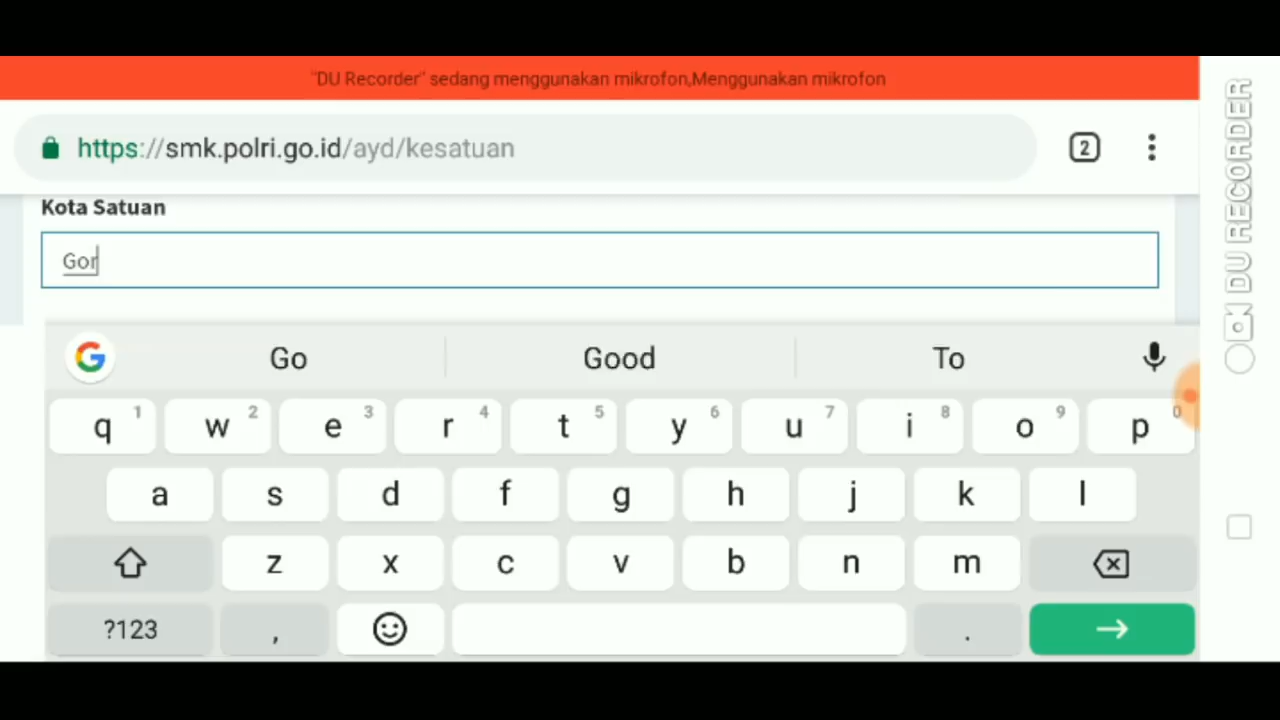 "DU Recorder" sedang menggunakan mikrofon,Menggunakan mikrofon
https://smk.polri.go.id/ayd/kesatuan
2
Kota Satuan
Gor
G Go Good To
q 1 w 2 e 3 r 4 t 5 y 6 u 7 i 8 o 9 p 0
a s d f g h j k l
z x c v b n m
?123 , .
DU RECORDER